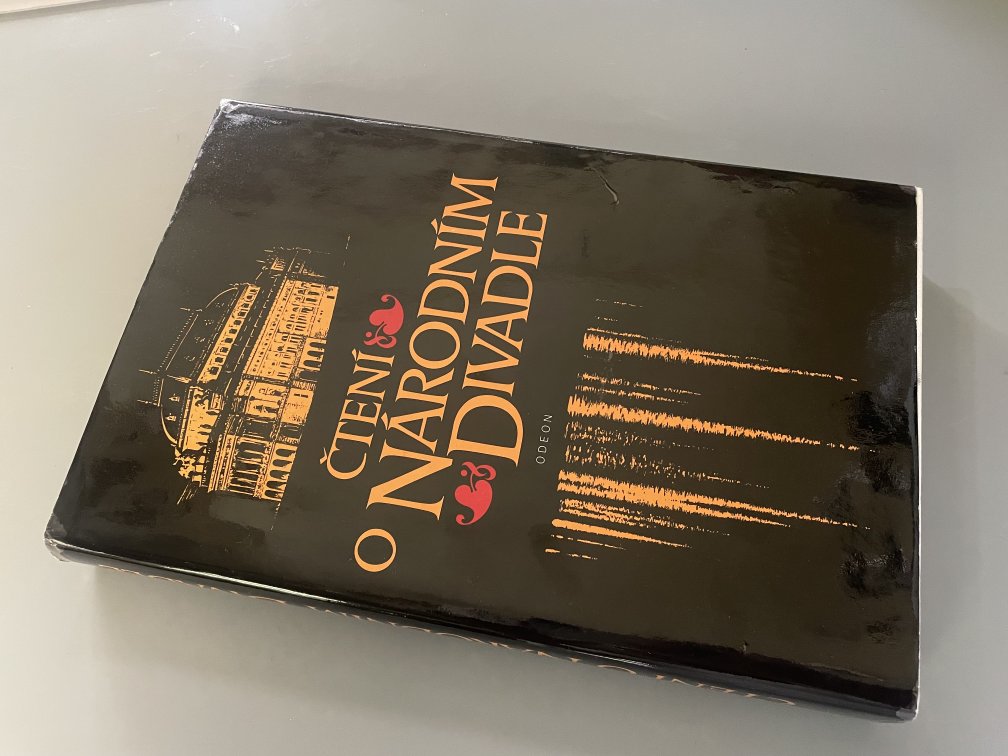 ČTENÍ
O NÁRODNÍM
DIVADLE
ODEON